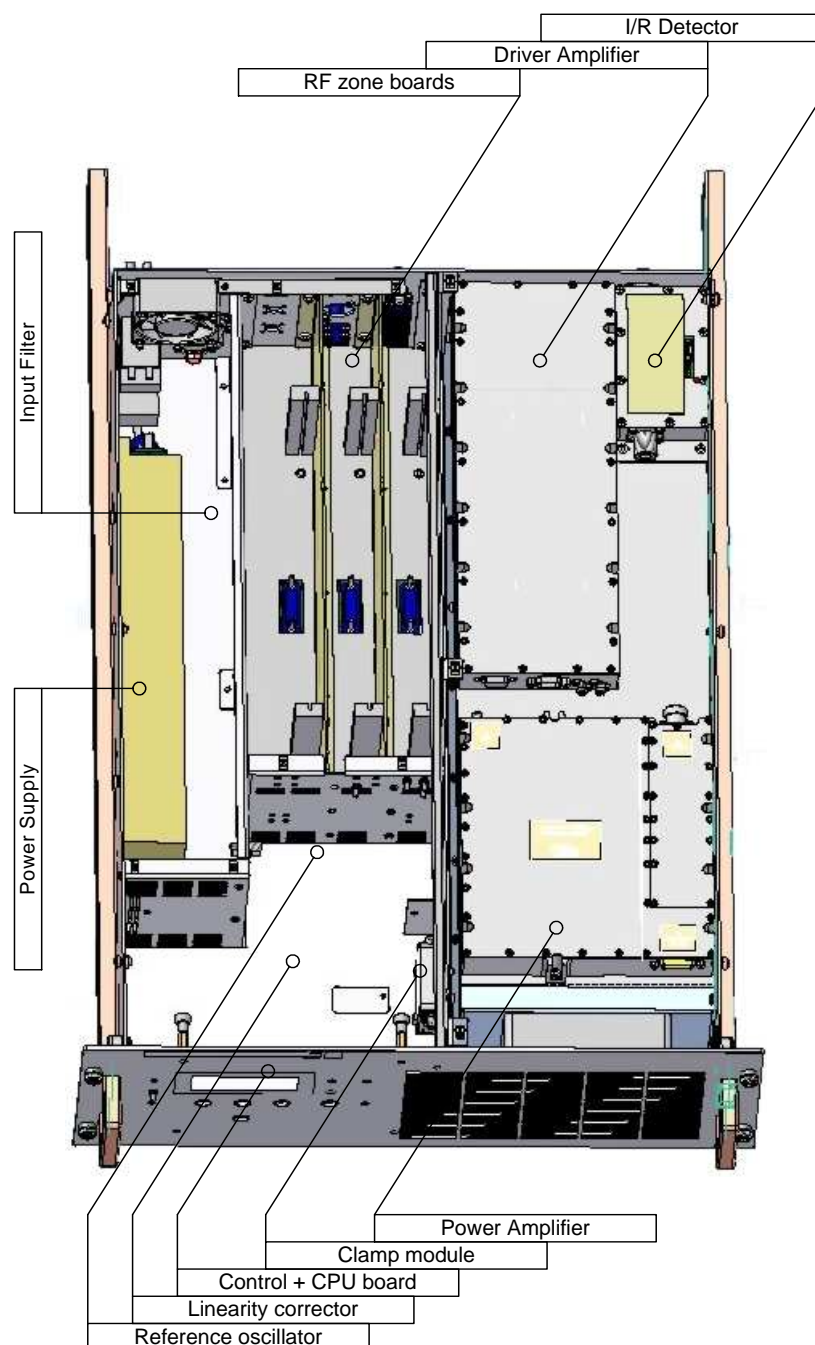 I/R Detector
Driver Amplifier
RF zone boards
Input Filter
Power Supply
Power Amplifier
Clamp module
Control + CPU board
Linearity corrector
Reference oscillator